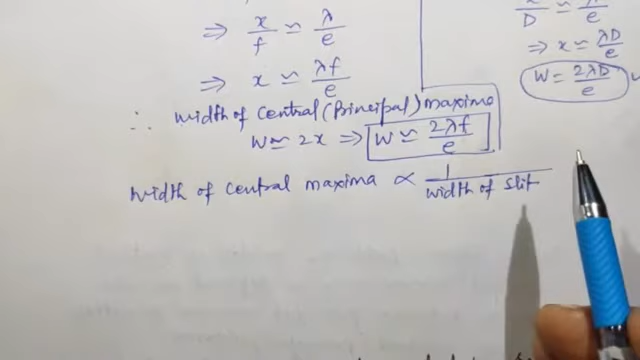 ⇒ x/f ≃ λ/e
⇒ x ≃ λf/e
∴ Width of Central (Principal) maxima
W ≃ 2x ⇒ W ≃ 2λf/e
Width of Central maxima ∝ 1/width of slit
x/D ≃ λ/e
⇒ x ≃ λD/e
W ≃ 2λD/e